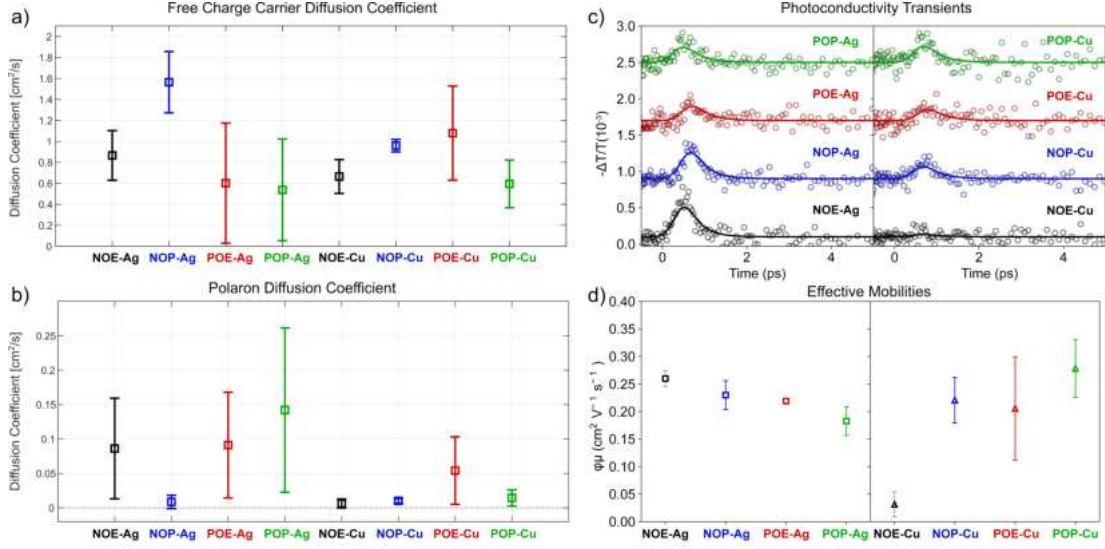 a)
Free Charge Carrier Diffusion Coefficient
Diffusion Coefficient [cm²/s]
2
1.8
1.6
1.4
1.2
1
0.8
0.6
0.4
0.2
0
NOE-Ag NOP-Ag POE-Ag POP-Ag NOE-Cu NOP-Cu POE-Cu POP-Cu
b)
Polaron Diffusion Coefficient
Diffusion Coefficient [cm²/s]
0.25
0.2
0.15
0.1
0.05
0
NOE-Ag NOP-Ag POE-Ag POP-Ag NOE-Cu NOP-Cu POE-Cu POP-Cu
c)
Photoconductivity Transients
-ΔT/T(10⁻³)
3.0
2.5
2.0
1.5
1.0
0.5
0.0
POP-Ag POP-Cu
POE-Ag POE-Cu
NOP-Ag NOP-Cu
NOE-Ag NOE-Cu
0 2 4 0 2 4
Time (ps) Time (ps)
d)
Effective Mobilities
φμ (cm² V⁻¹ s⁻¹)
0.40
0.35
0.30
0.25
0.20
0.15
0.10
0.05
0.00
NOE-Ag NOP-Ag POE-Ag POP-Ag NOE-Cu NOP-Cu POE-Cu POP-Cu